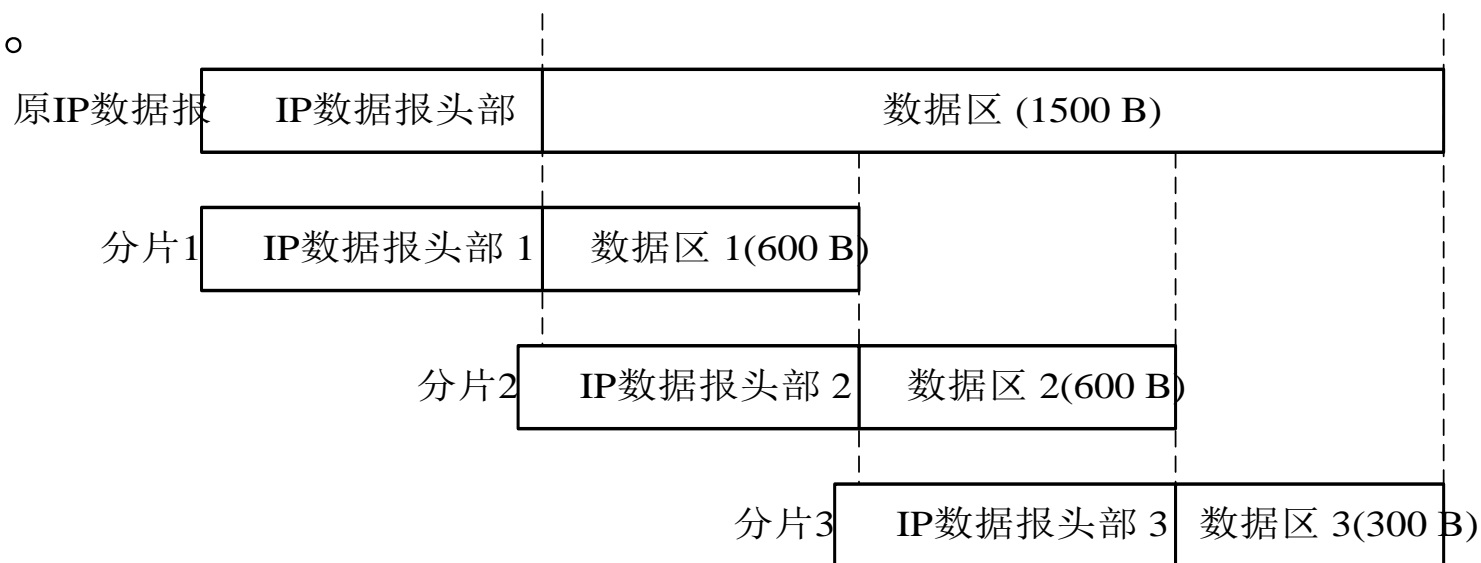 。
原IP数据报 IP数据报头部 数据区 (1500 B)
分片1 IP数据报头部 1 数据区 1(600 B)
分片2 IP数据报头部 2 数据区 2(600 B)
分片3 IP数据报头部 3 数据区 3(300 B)